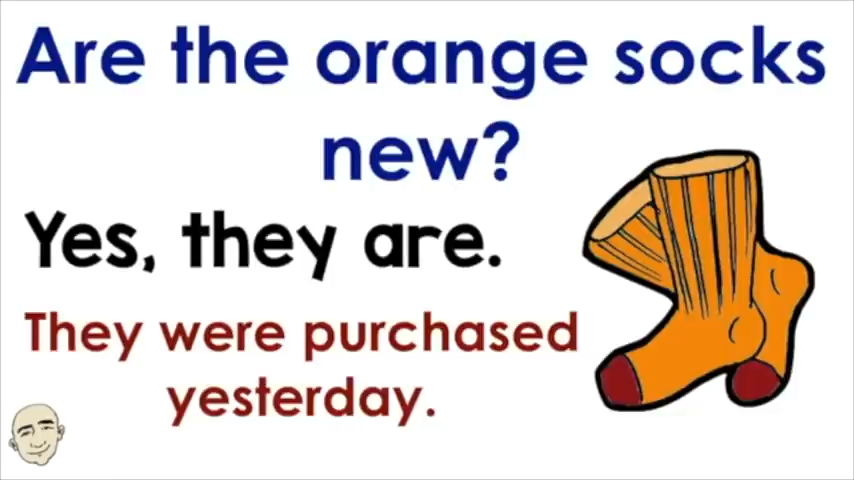 Are the orange socks
new?
Yes, they are.
They were purchased
yesterday.